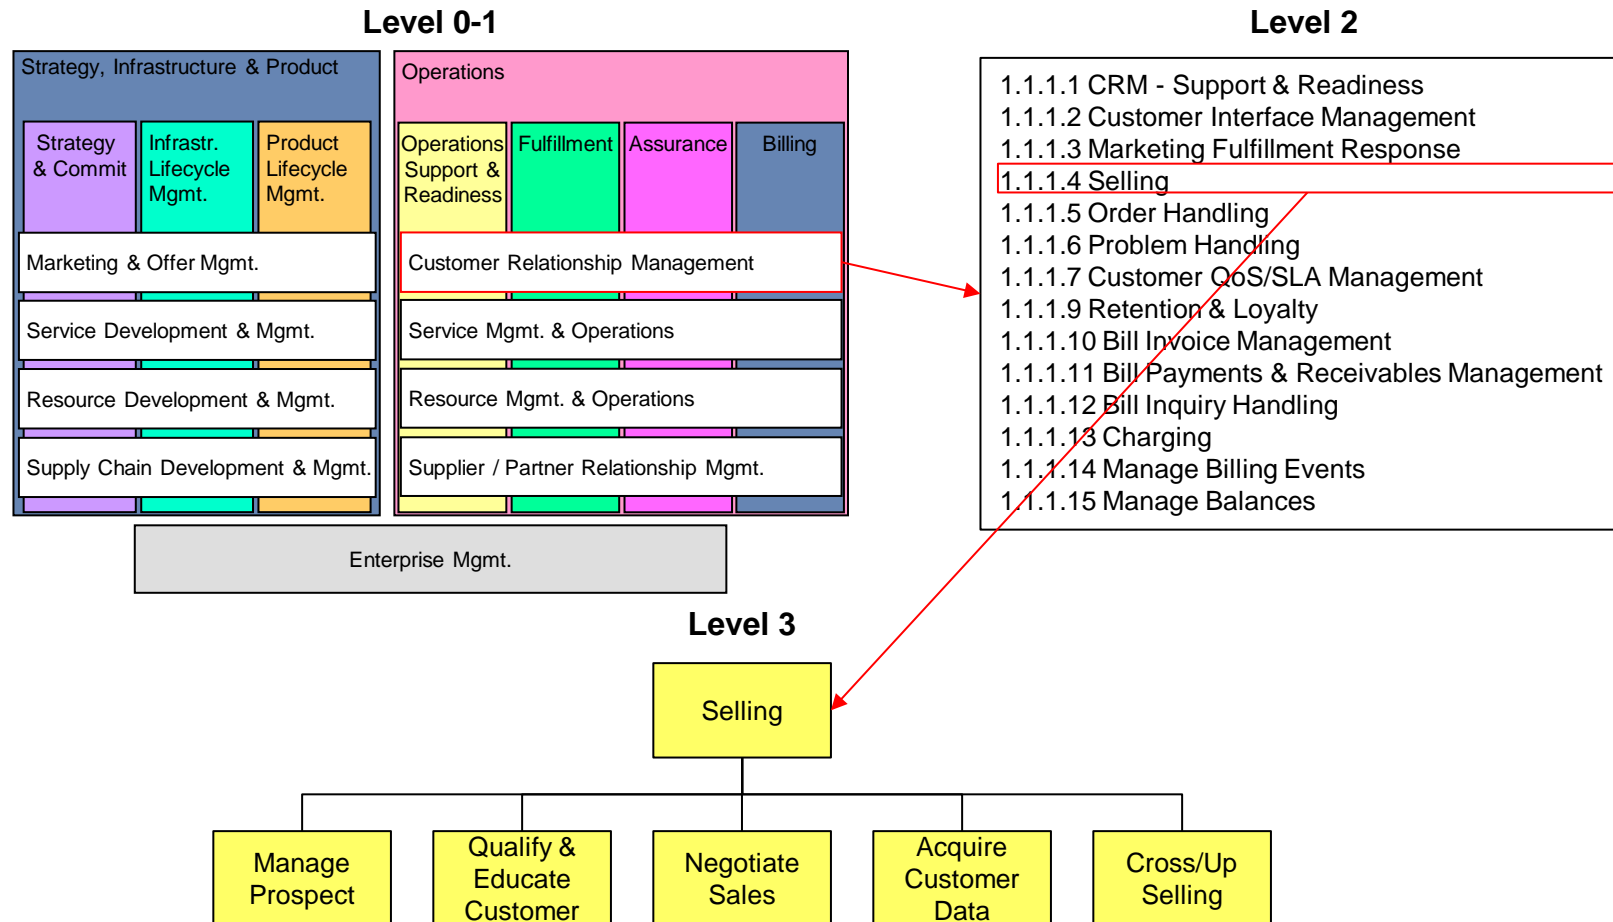 Level 0-1
Level 2
Strategy, Infrastructure & Product
Operations
Strategy
& Commit
Infrastr.
Lifecycle
Mgmt.
Product
Lifecycle
Mgmt.
Operations
Support &
Readiness
Fulfillment
Assurance
Billing
Marketing & Offer Mgmt.
Customer Relationship Management
Service Development & Mgmt.
Service Mgmt. & Operations
Resource Development & Mgmt.
Resource Mgmt. & Operations
Supply Chain Development & Mgmt.
Supplier / Partner Relationship Mgmt.
Enterprise Mgmt.
1.1.1.1 CRM - Support & Readiness
1.1.1.2 Customer Interface Management
1.1.1.3 Marketing Fulfillment Response
1.1.1.4 Selling
1.1.1.5 Order Handling
1.1.1.6 Problem Handling
1.1.1.7 Customer QoS/SLA Management
1.1.1.9 Retention & Loyalty
1.1.1.10 Bill Invoice Management
1.1.1.11 Bill Payments & Receivables Management
1.1.1.12 Bill Inquiry Handling
1.1.1.13 Charging
1.1.1.14 Manage Billing Events
1.1.1.15 Manage Balances
Level 3
Selling
Manage
Prospect
Qualify &
Educate
Customer
Negotiate
Sales
Acquire
Customer
Data
Cross/Up
Selling